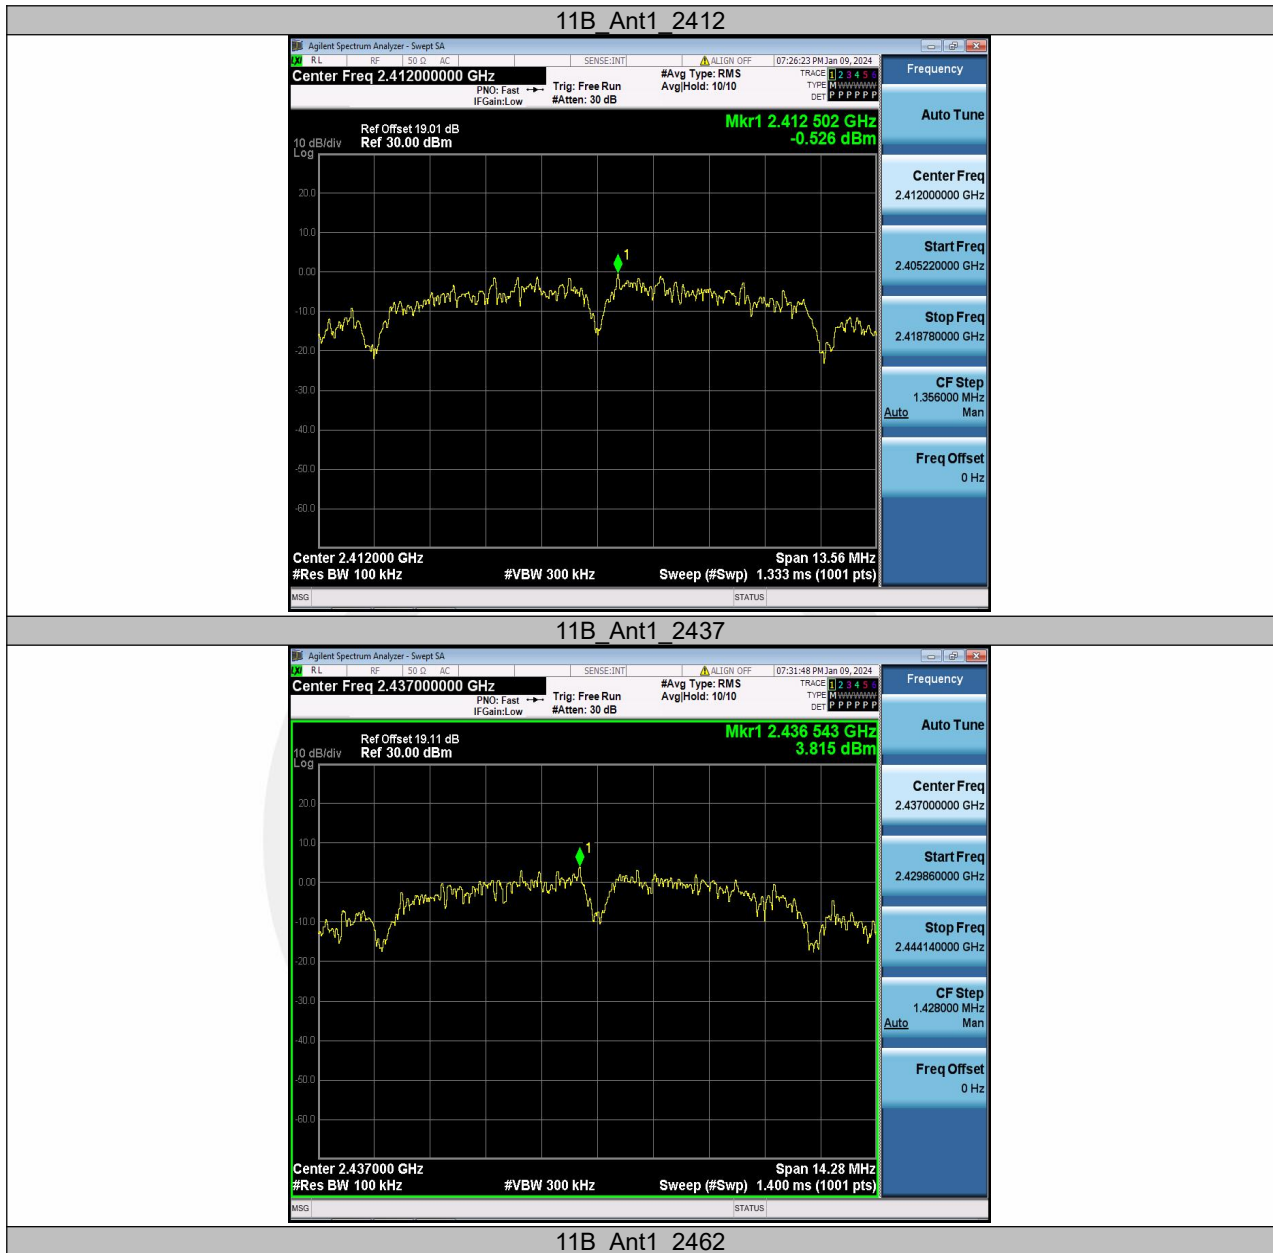 11B_Ant1_2412
Agilent Spectrum Analyzer - Swept SA
LXI RL RF 50 Ω AC SENSE:INT ALIGN OFF 07:26:23 PM Jan 09, 2024
Center Freq 2.412000000 GHz
PNO: Fast
IFGain:Low
Trig: Free Run
#Atten: 30 dB
#Avg Type: RMS
Avg|Hold: 10/10
TRACE 1 2 3 4 5 6
TYPE M WWWWW
DET P P P P P P
Ref Offset 19.01 dB
10 dB/div Ref 30.00 dBm
Log
Mkr1 2.412 502 GHz
-0.526 dBm
20.0
10.0
0.00
-10.0
-20.0
-30.0
-40.0
-50.0
-60.0
1
Center 2.412000 GHz Span 13.56 MHz
#Res BW 100 kHz #VBW 300 kHz Sweep (#Swp) 1.333 ms (1001 pts)
MSG STATUS
Frequency
Auto Tune
Center Freq
2.412000000 GHz
Start Freq
2.405220000 GHz
Stop Freq
2.418780000 GHz
CF Step
1.356000 MHz
Auto Man
Freq Offset
0 Hz
11B_Ant1_2437
Agilent Spectrum Analyzer - Swept SA
LXI RL RF 50 Ω AC SENSE:INT ALIGN OFF 07:31:48 PM Jan 09, 2024
Center Freq 2.437000000 GHz
PNO: Fast
IFGain:Low
Trig: Free Run
#Atten: 30 dB
#Avg Type: RMS
Avg|Hold: 10/10
TRACE 1 2 3 4 5 6
TYPE M WWWWW
DET P P P P P P
Ref Offset 19.11 dB
10 dB/div Ref 30.00 dBm
Log
Mkr1 2.436 543 GHz
3.815 dBm
20.0
10.0
0.00
-10.0
-20.0
-30.0
-40.0
-50.0
-60.0
1
Center 2.437000 GHz Span 14.28 MHz
#Res BW 100 kHz #VBW 300 kHz Sweep (#Swp) 1.400 ms (1001 pts)
MSG STATUS
Frequency
Auto Tune
Center Freq
2.437000000 GHz
Start Freq
2.429860000 GHz
Stop Freq
2.444140000 GHz
CF Step
1.428000 MHz
Auto Man
Freq Offset
0 Hz
11B_Ant1_2462